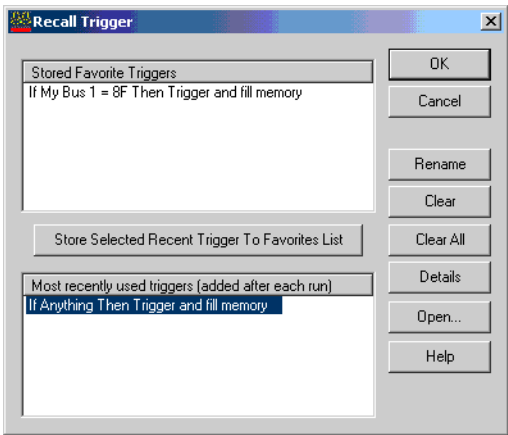 Recall Trigger
Stored Favorite Triggers
If My Bus 1 = 8F Then Trigger and fill memory
Store Selected Recent Trigger To Favorites List
Most recently used triggers (added after each run)
If Anything Then Trigger and fill memory
OK
Cancel
Rename
Clear
Clear All
Details
Open...
Help